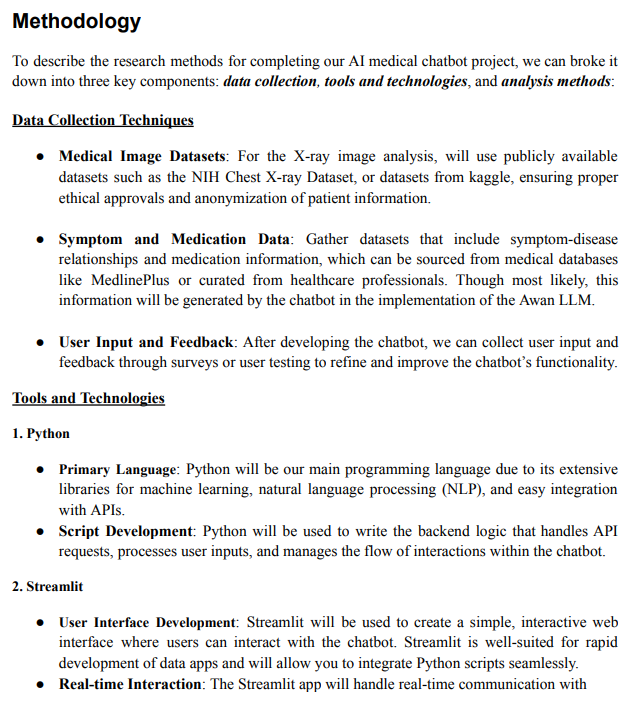 Methodology
To describe the research methods for completing our AI medical chatbot project, we can broke it
down into three key components: data collection, tools and technologies, and analysis methods:
Data Collection Techniques
● Medical Image Datasets: For the X-ray image analysis, will use publicly available
datasets such as the NIH Chest X-ray Dataset, or datasets from kaggle, ensuring proper
ethical approvals and anonymization of patient information.
● Symptom and Medication Data: Gather datasets that include symptom-disease
relationships and medication information, which can be sourced from medical databases
like MedlinePlus or curated from healthcare professionals. Though most likely, this
information will be generated by the chatbot in the implementation of the Awan LLM.
● User Input and Feedback: After developing the chatbot, we can collect user input and
feedback through surveys or user testing to refine and improve the chatbot’s functionality.
Tools and Technologies
1. Python
● Primary Language: Python will be our main programming language due to its extensive
libraries for machine learning, natural language processing (NLP), and easy integration
with APIs.
● Script Development: Python will be used to write the backend logic that handles API
requests, processes user inputs, and manages the flow of interactions within the chatbot.
2. Streamlit
● User Interface Development: Streamlit will be used to create a simple, interactive web
interface where users can interact with the chatbot. Streamlit is well-suited for rapid
development of data apps and will allow you to integrate Python scripts seamlessly.
● Real-time Interaction: The Streamlit app will handle real-time communication with